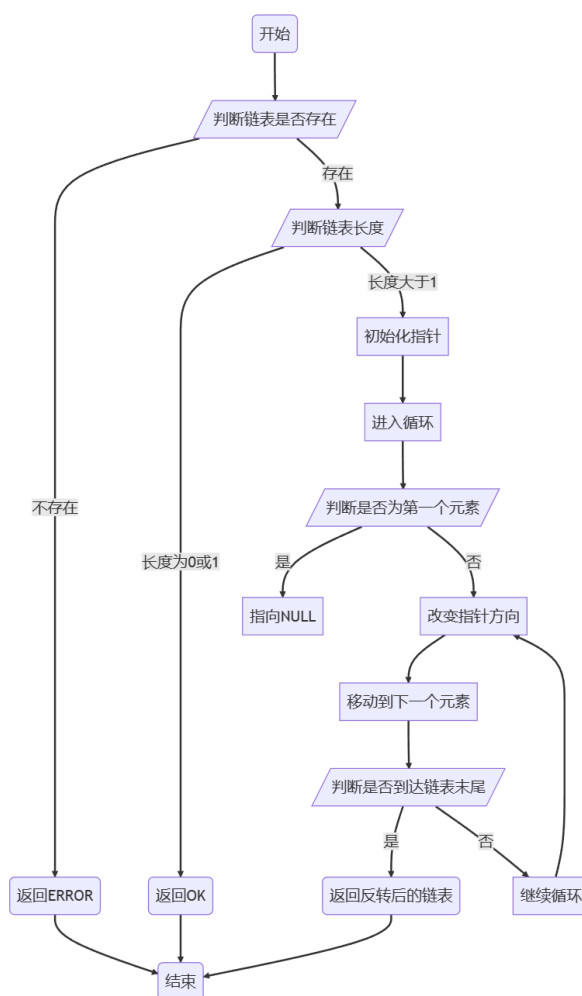 开始
判断链表是否存在
存在
判断链表长度
长度大于1
初始化指针
进入循环
不存在
判断是否为第一个元素
长度为0或1
是
否
指向NULL
改变指针方向
移动到下一个元素
判断是否到达链表末尾
是
否
返回ERROR
返回OK
返回反转后的链表
继续循环
结束